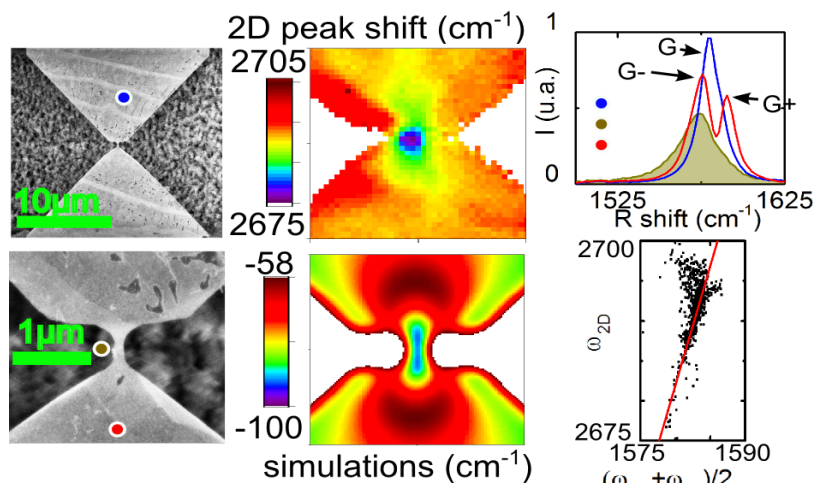 2D peak shift (cm-1)
2705
2675
10μm
1
I (u.a.)
0
G
G-
G+
1525
1625
R shift (cm-1)
1μm
-58
-100
simulations (cm-1)
2700
ω2D
2675
1575
1590
(ω +ω )/2